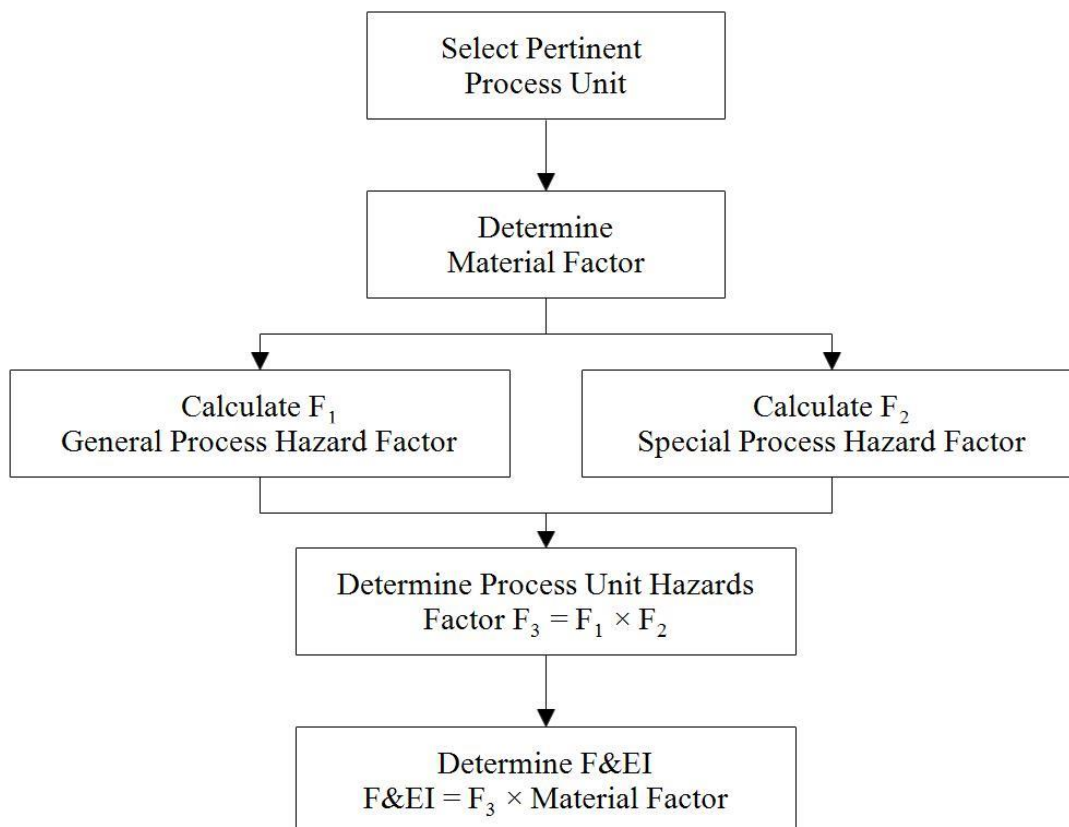 Select Pertinent
Process Unit
Determine
Material Factor
Calculate F₁
General Process Hazard Factor
Calculate F₂
Special Process Hazard Factor
Determine Process Unit Hazards
Factor F₃ = F₁ × F₂
Determine F&EI
F&EI = F₃ × Material Factor